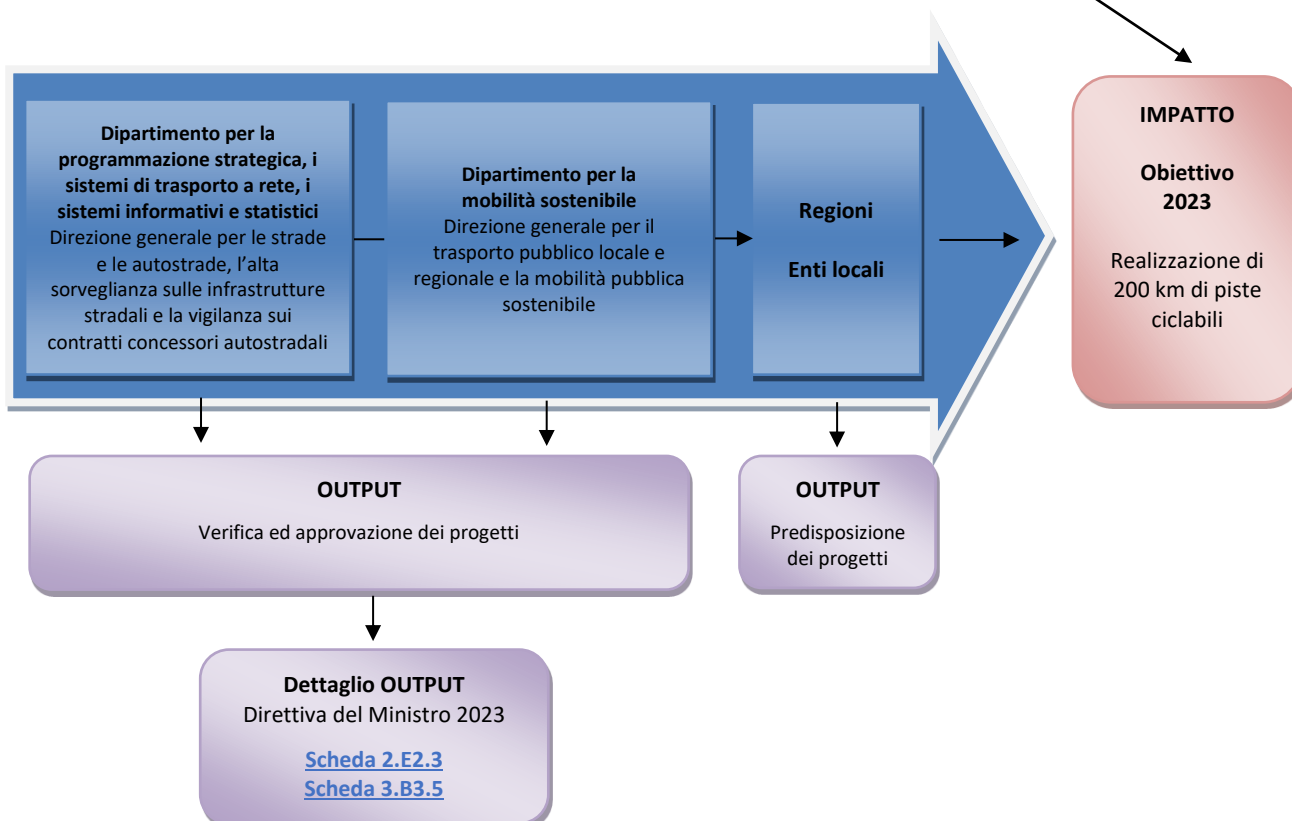 Dipartimento per la
programmazione strategica, i
sistemi di trasporto a rete, i
sistemi informativi e statistici
Direzione generale per le strade
e le autostrade, l’alta
sorveglianza sulle infrastrutture
stradali e la vigilanza sui
contratti concessori autostradali
Dipartimento per la
mobilità sostenibile
Direzione generale per il
trasporto pubblico locale e
regionale e la mobilità pubblica
sostenibile
Regioni
Enti locali
IMPATTO
Obiettivo
2023
Realizzazione di
200 km di piste
ciclabili
OUTPUT
Verifica ed approvazione dei progetti
OUTPUT
Predisposizione
dei progetti
Dettaglio OUTPUT
Direttiva del Ministro 2023
Scheda 2.E2.3
Scheda 3.B3.5